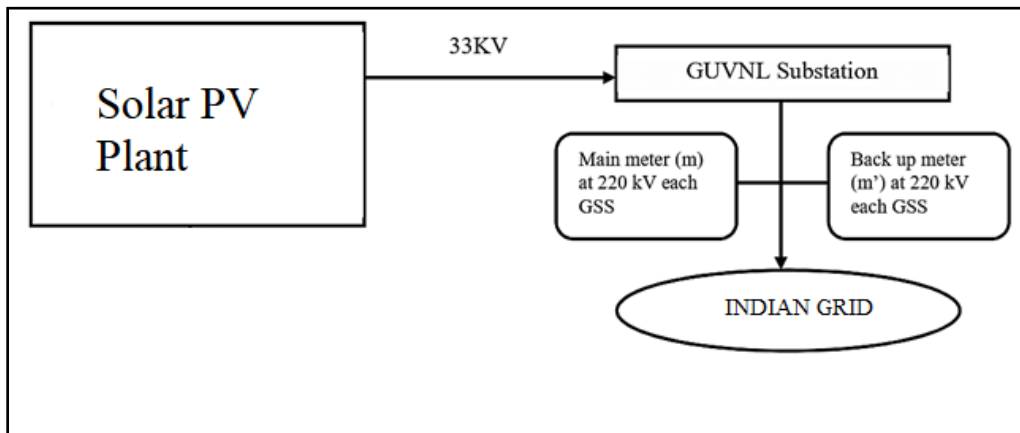 33KV
Solar PV
Plant
GUVNL Substation
Main meter (m)
at 220 kV each
GSS
Back up meter
(m’) at 220 kV
each GSS
INDIAN GRID